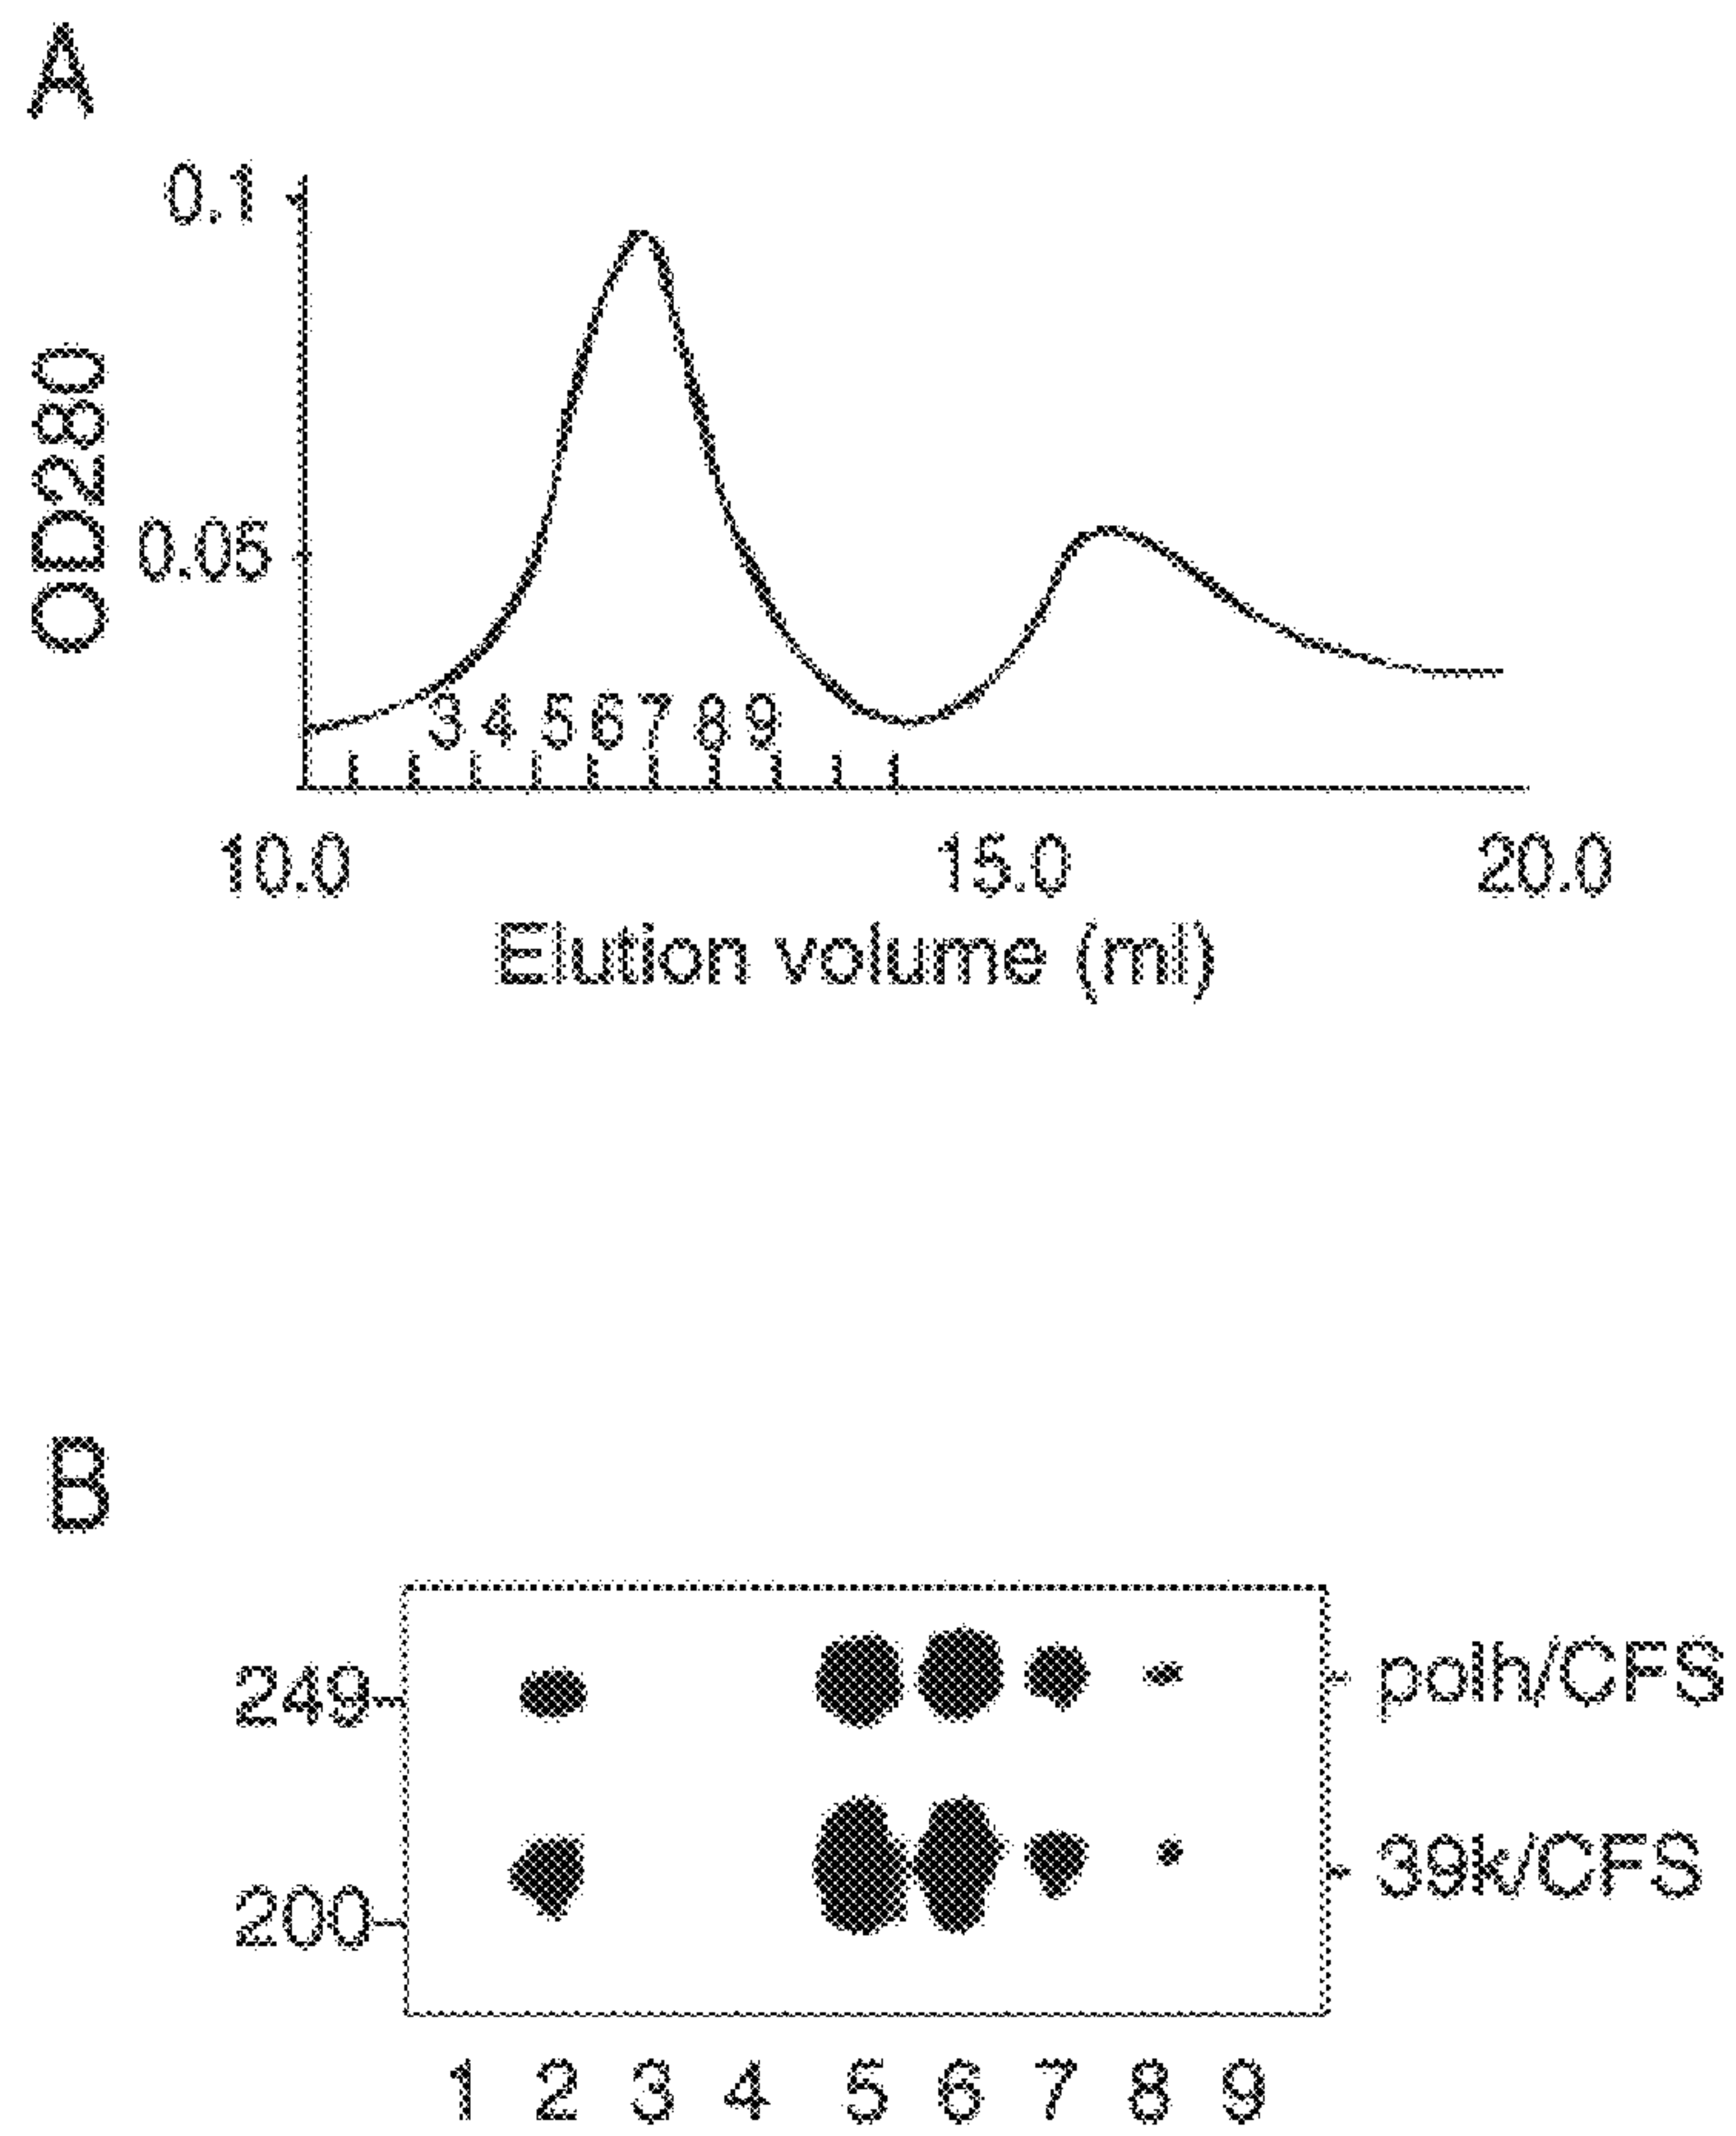 A
0.1
OD280
0.05
3 4 5 6 7 8 9
10.0 15.0 20.0
Elution volume (ml)
B
249 polh/CFS
200 39k/CFS
1 2 3 4 5 6 7 8 9